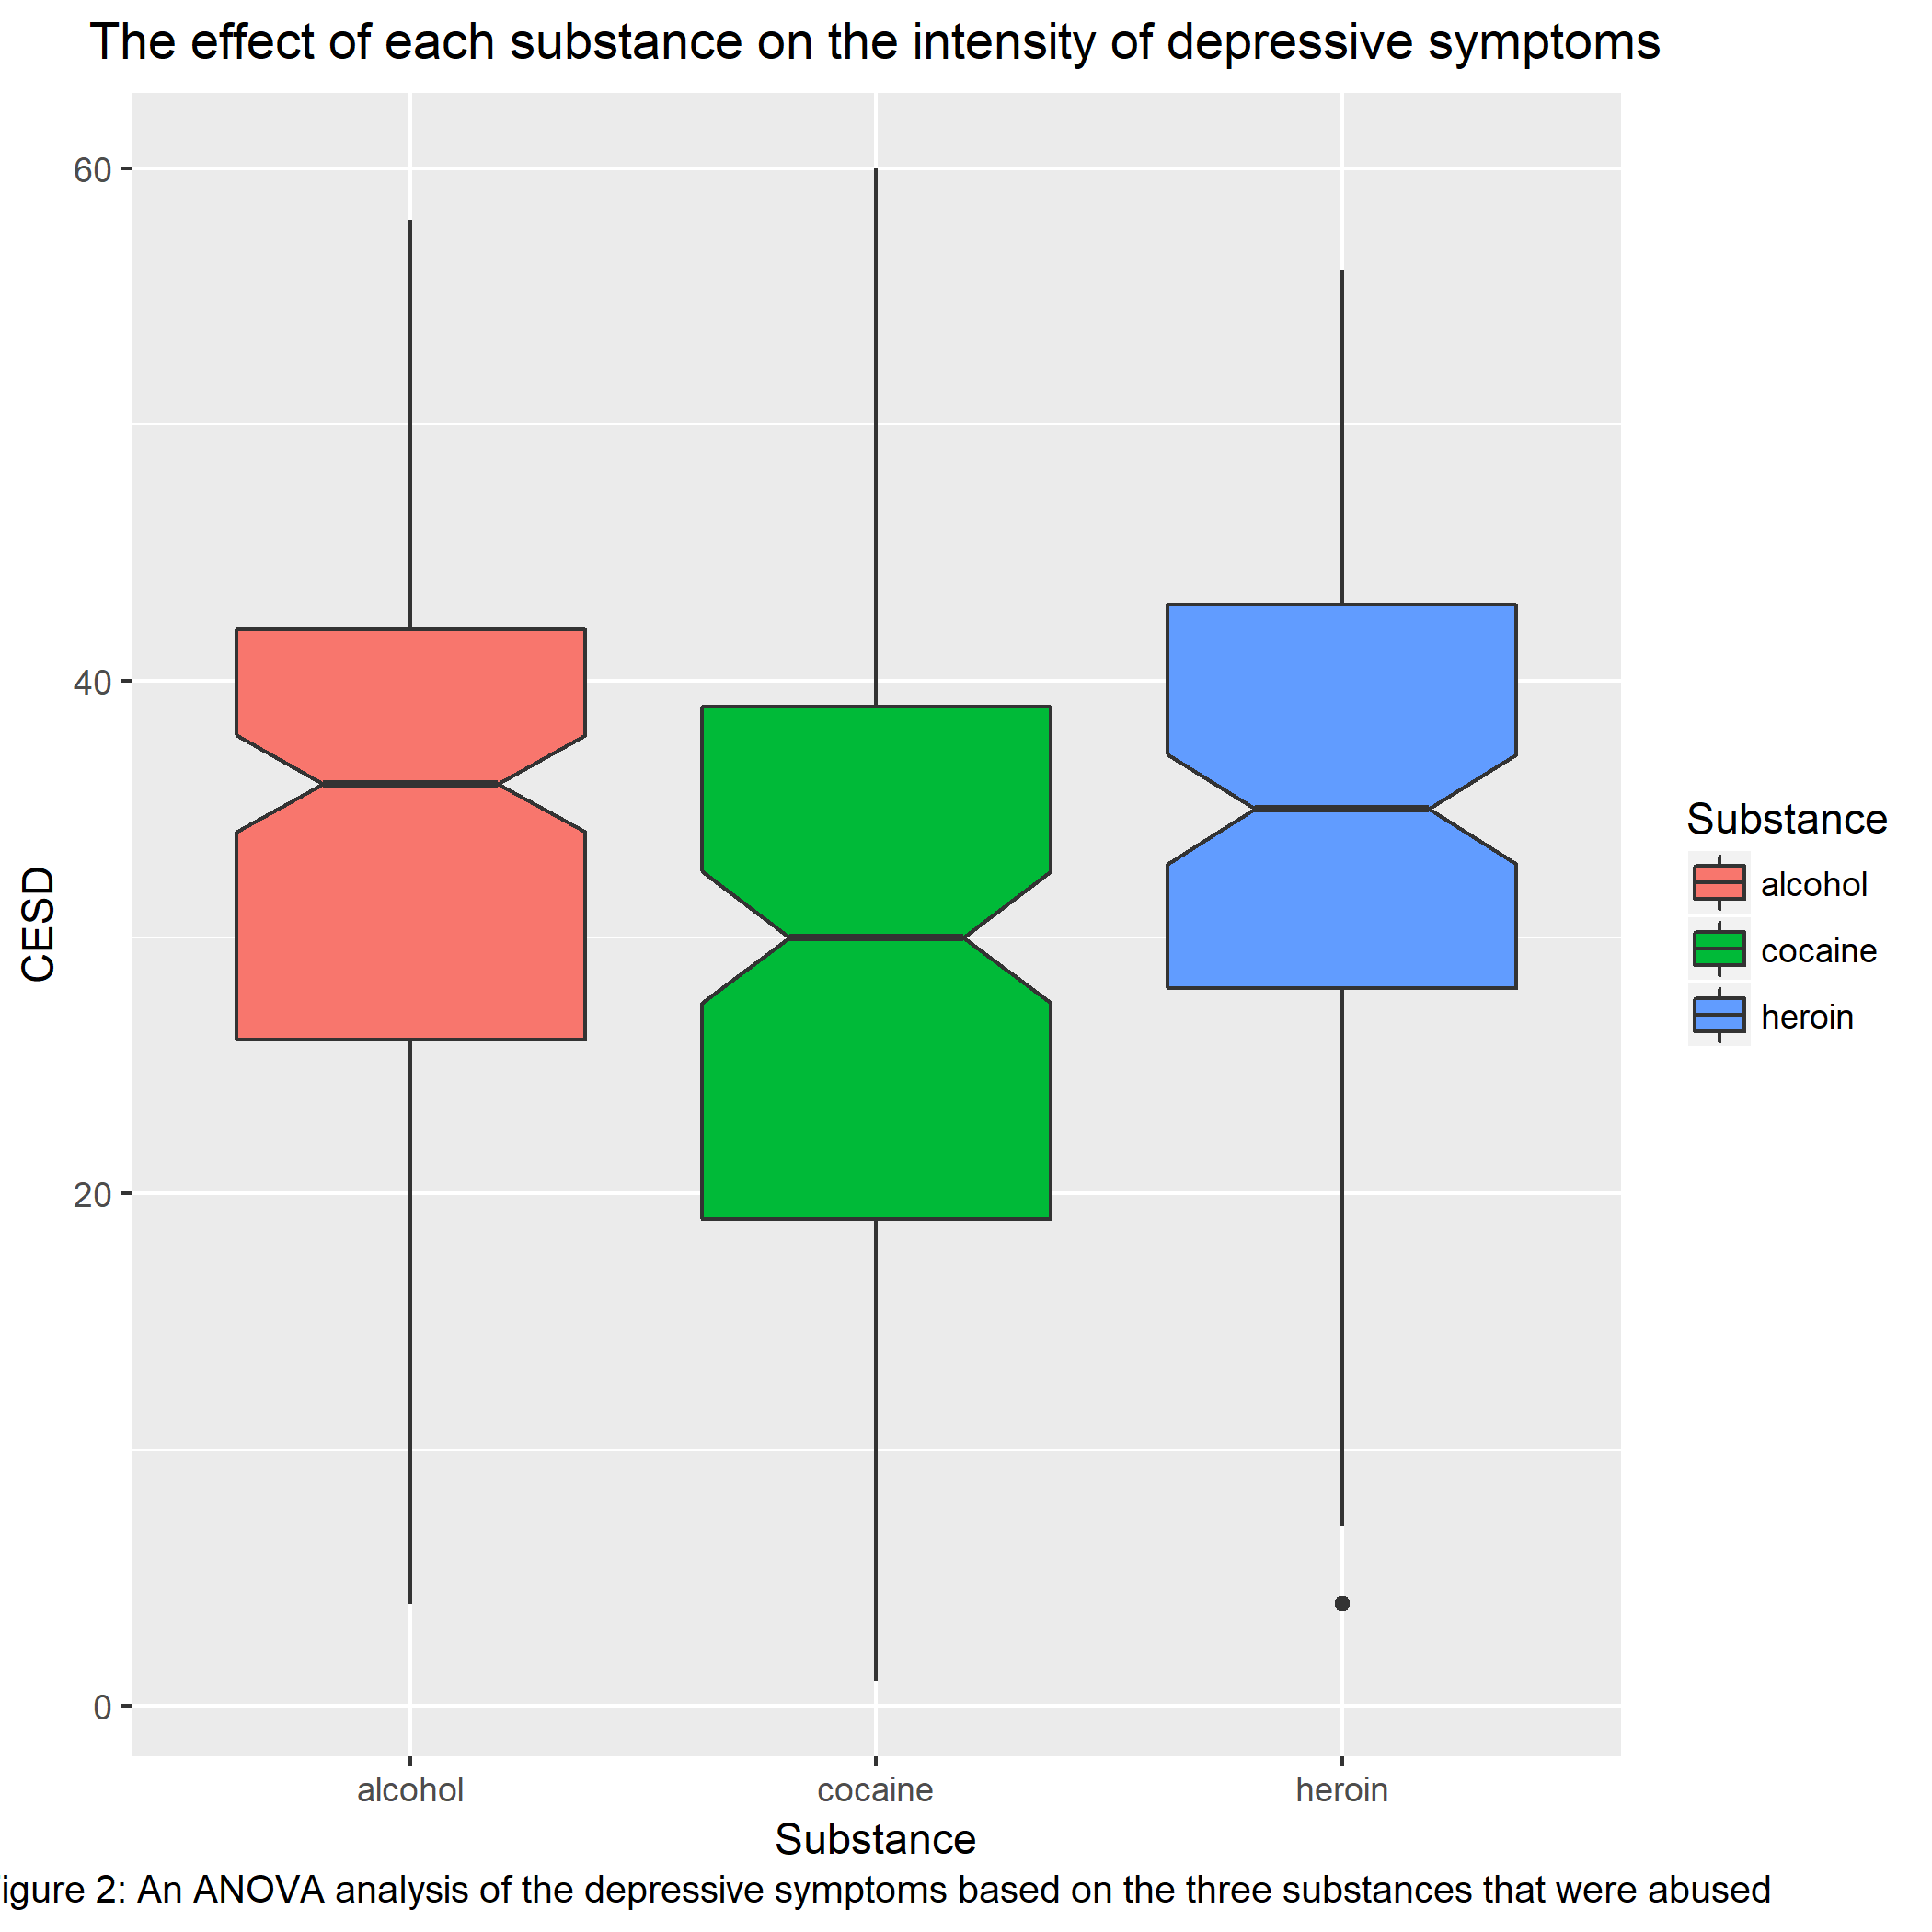 The effect of each substance on the intensity of depressive symptoms
60
40
20
0
CESD
alcohol
cocaine
heroin
Substance
Substance
alcohol
cocaine
heroin
igure 2: An ANOVA analysis of the depressive symptoms based on the three substances that were abused